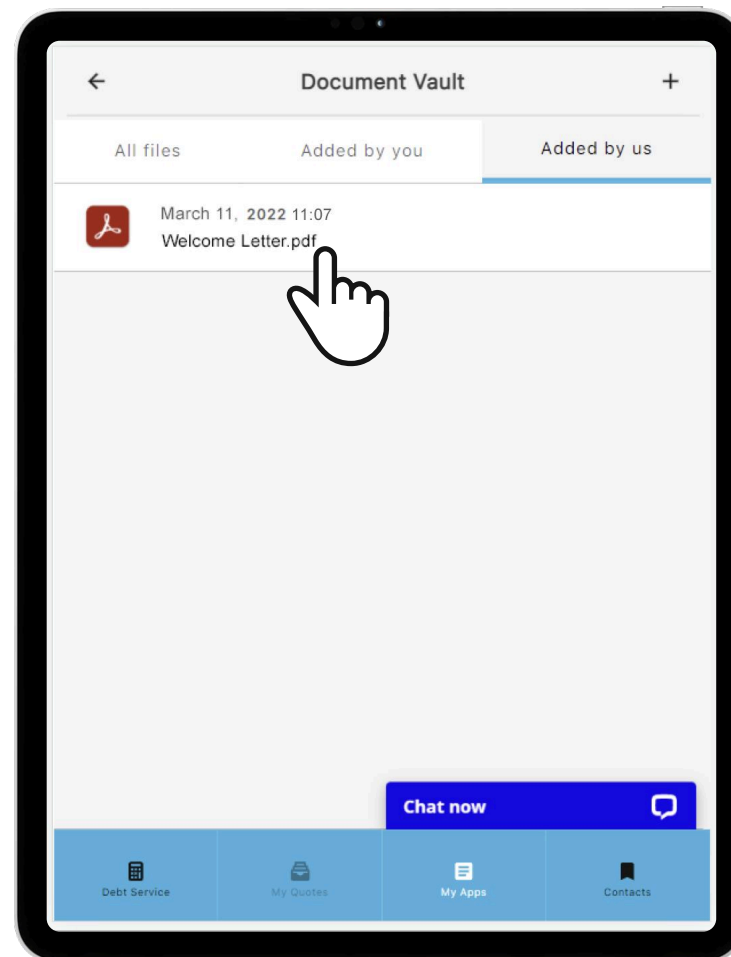 Document Vault
All files
Added by you
Added by us
March 11, 2022 11:07
Welcome Letter.pdf
Chat now
Debt Service
My Quotes
My Apps
Contacts